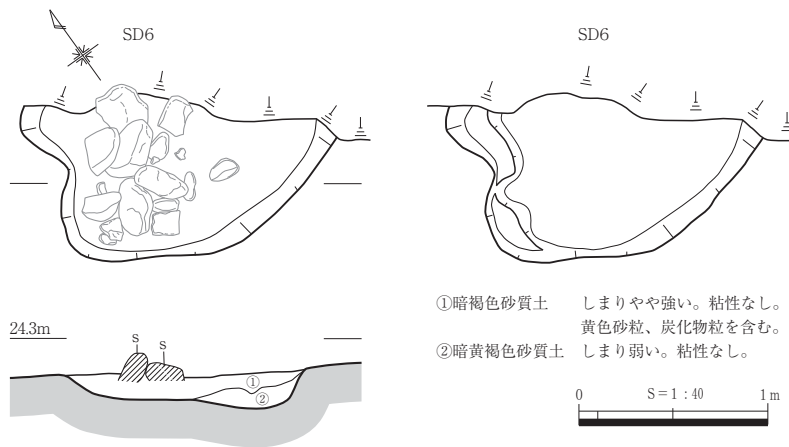 SD6
SD6
24.3m
S
S
①
②
①暗褐色砂質土 しまりやや強い。粘性なし。
黄色砂粒、炭化物粒を含む。
②暗黄褐色砂質土 しまり弱い。粘性なし。
0 S=1:40 1m